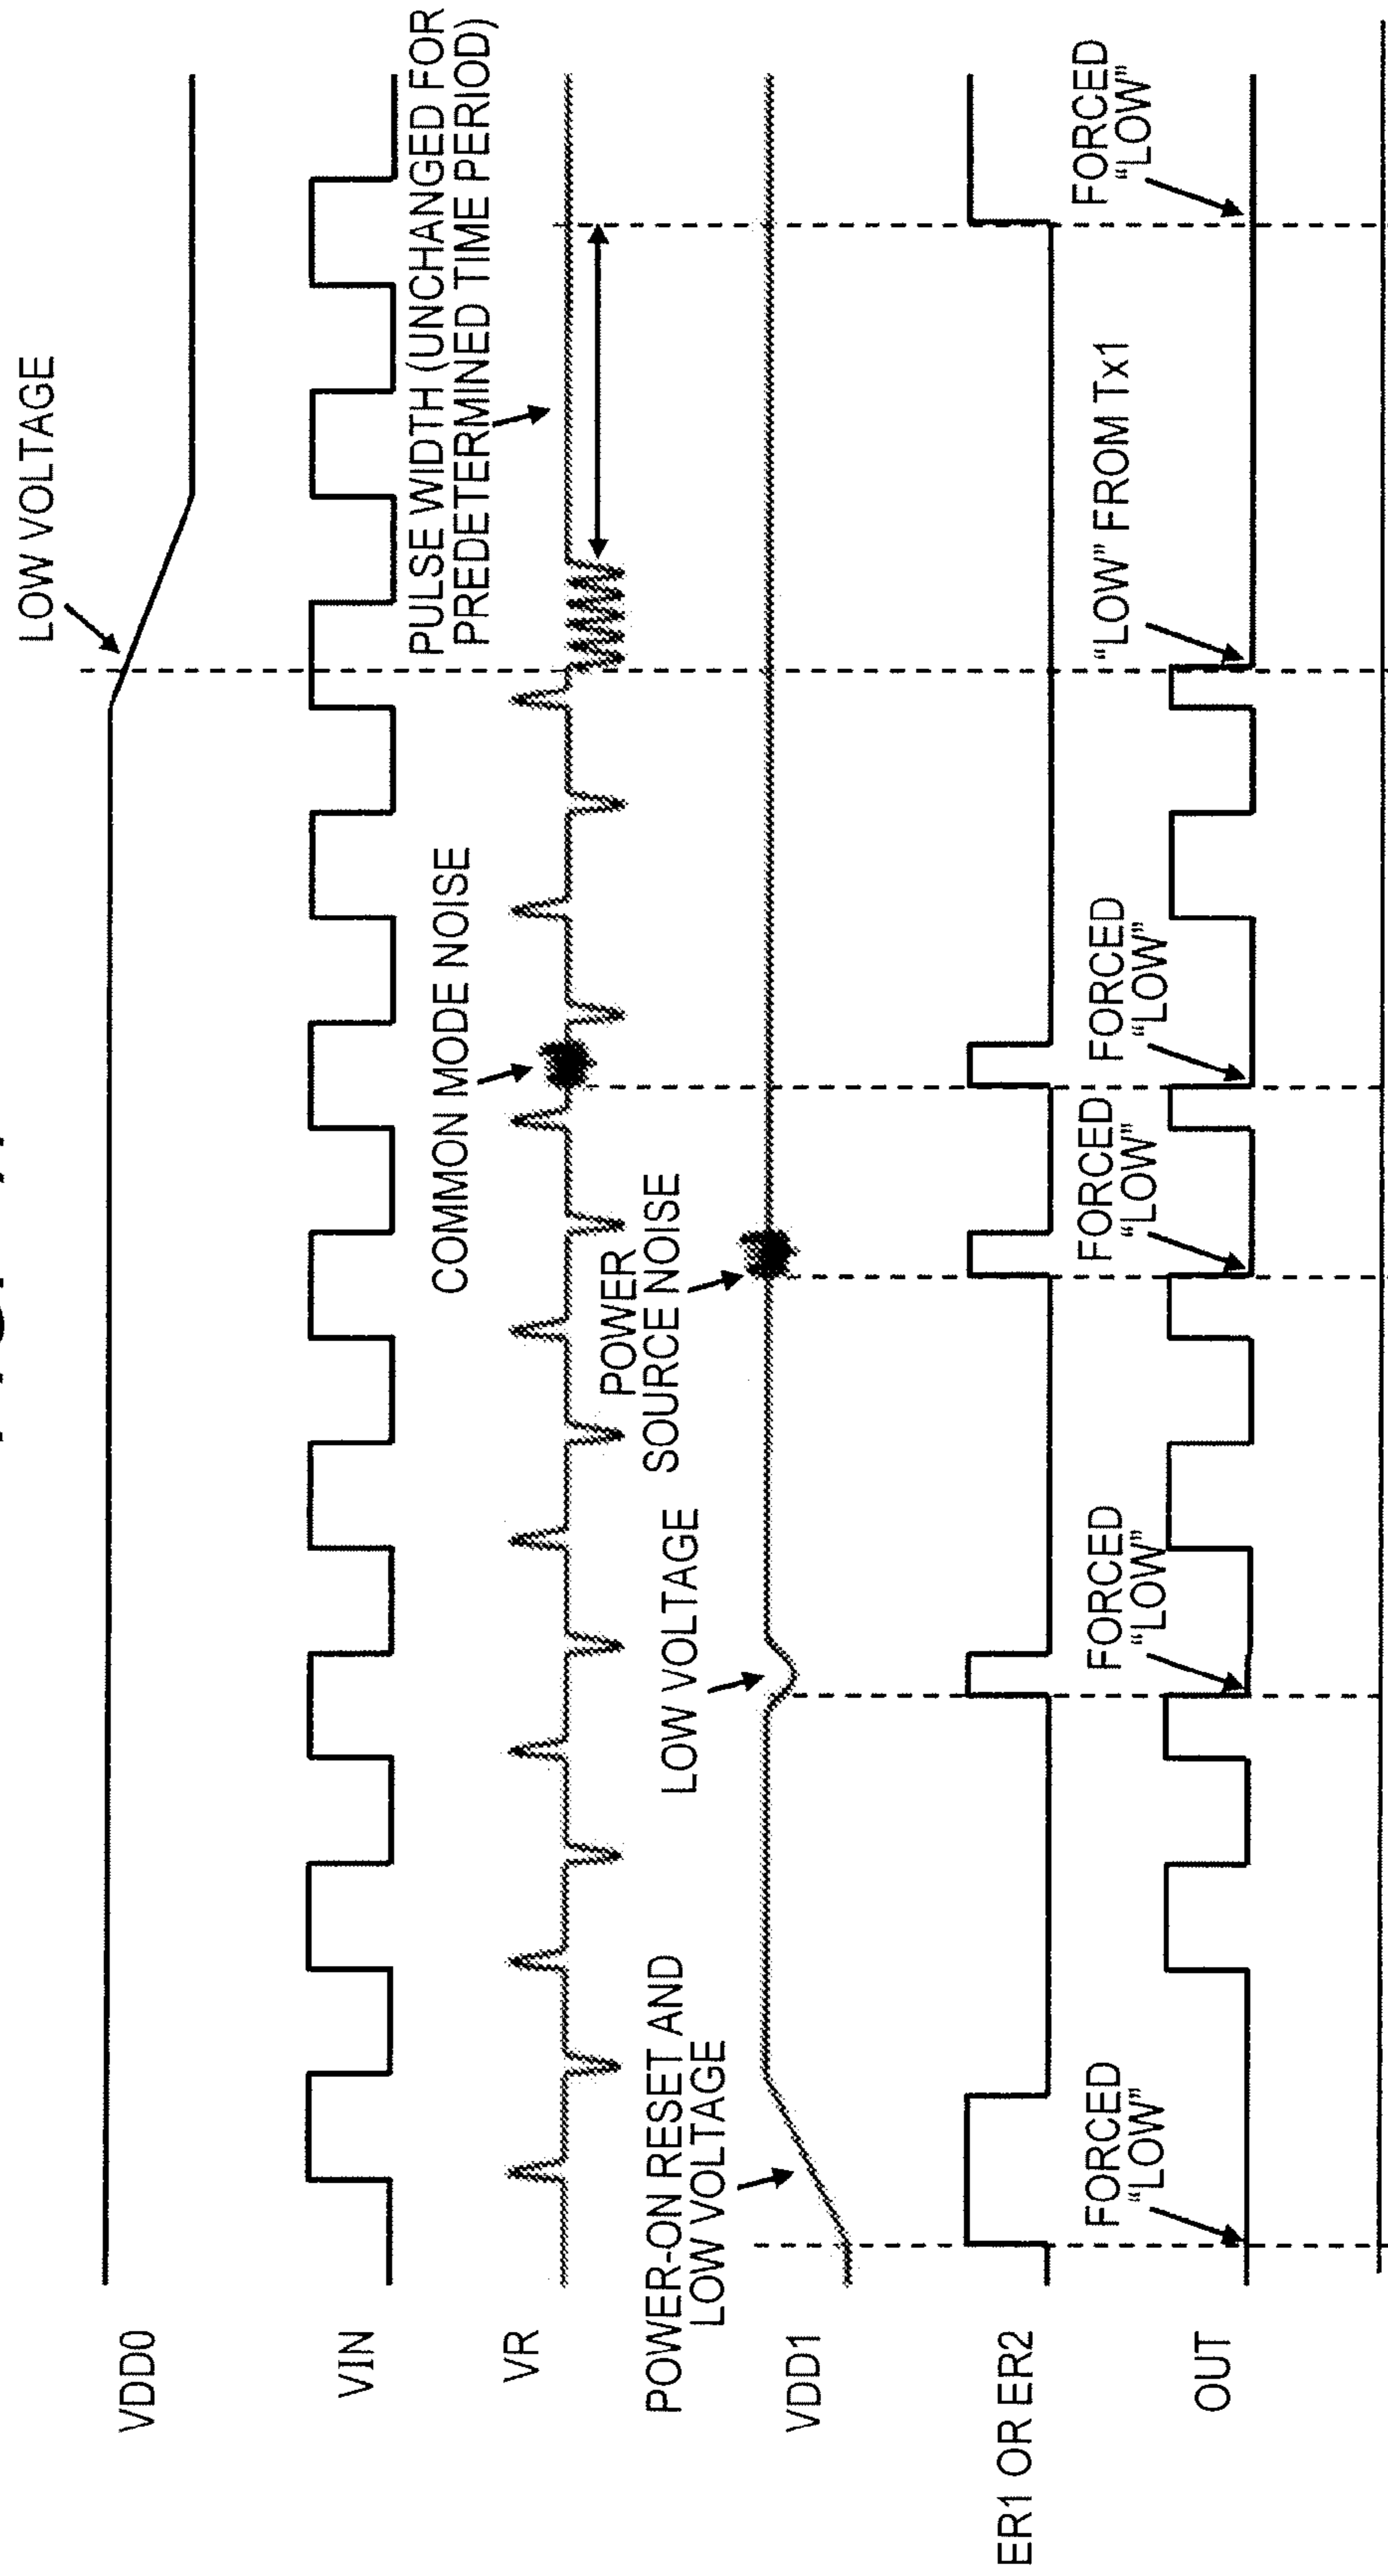 LOW VOLTAGE
VDD0
VIN
PULSE WIDTH (UNCHANGED FOR
PREDETERMINED TIME PERIOD)
COMMON MODE NOISE
VR
POWER
SOURCE NOISE
LOW VOLTAGE
POWER-ON RESET AND
LOW VOLTAGE
VDD1
ER1 OR ER2
FORCED
"LOW"
FORCED
"LOW"
FORCED
"LOW"
FORCED
"LOW"
"LOW" FROM Tx1
FORCED
"LOW"
OUT